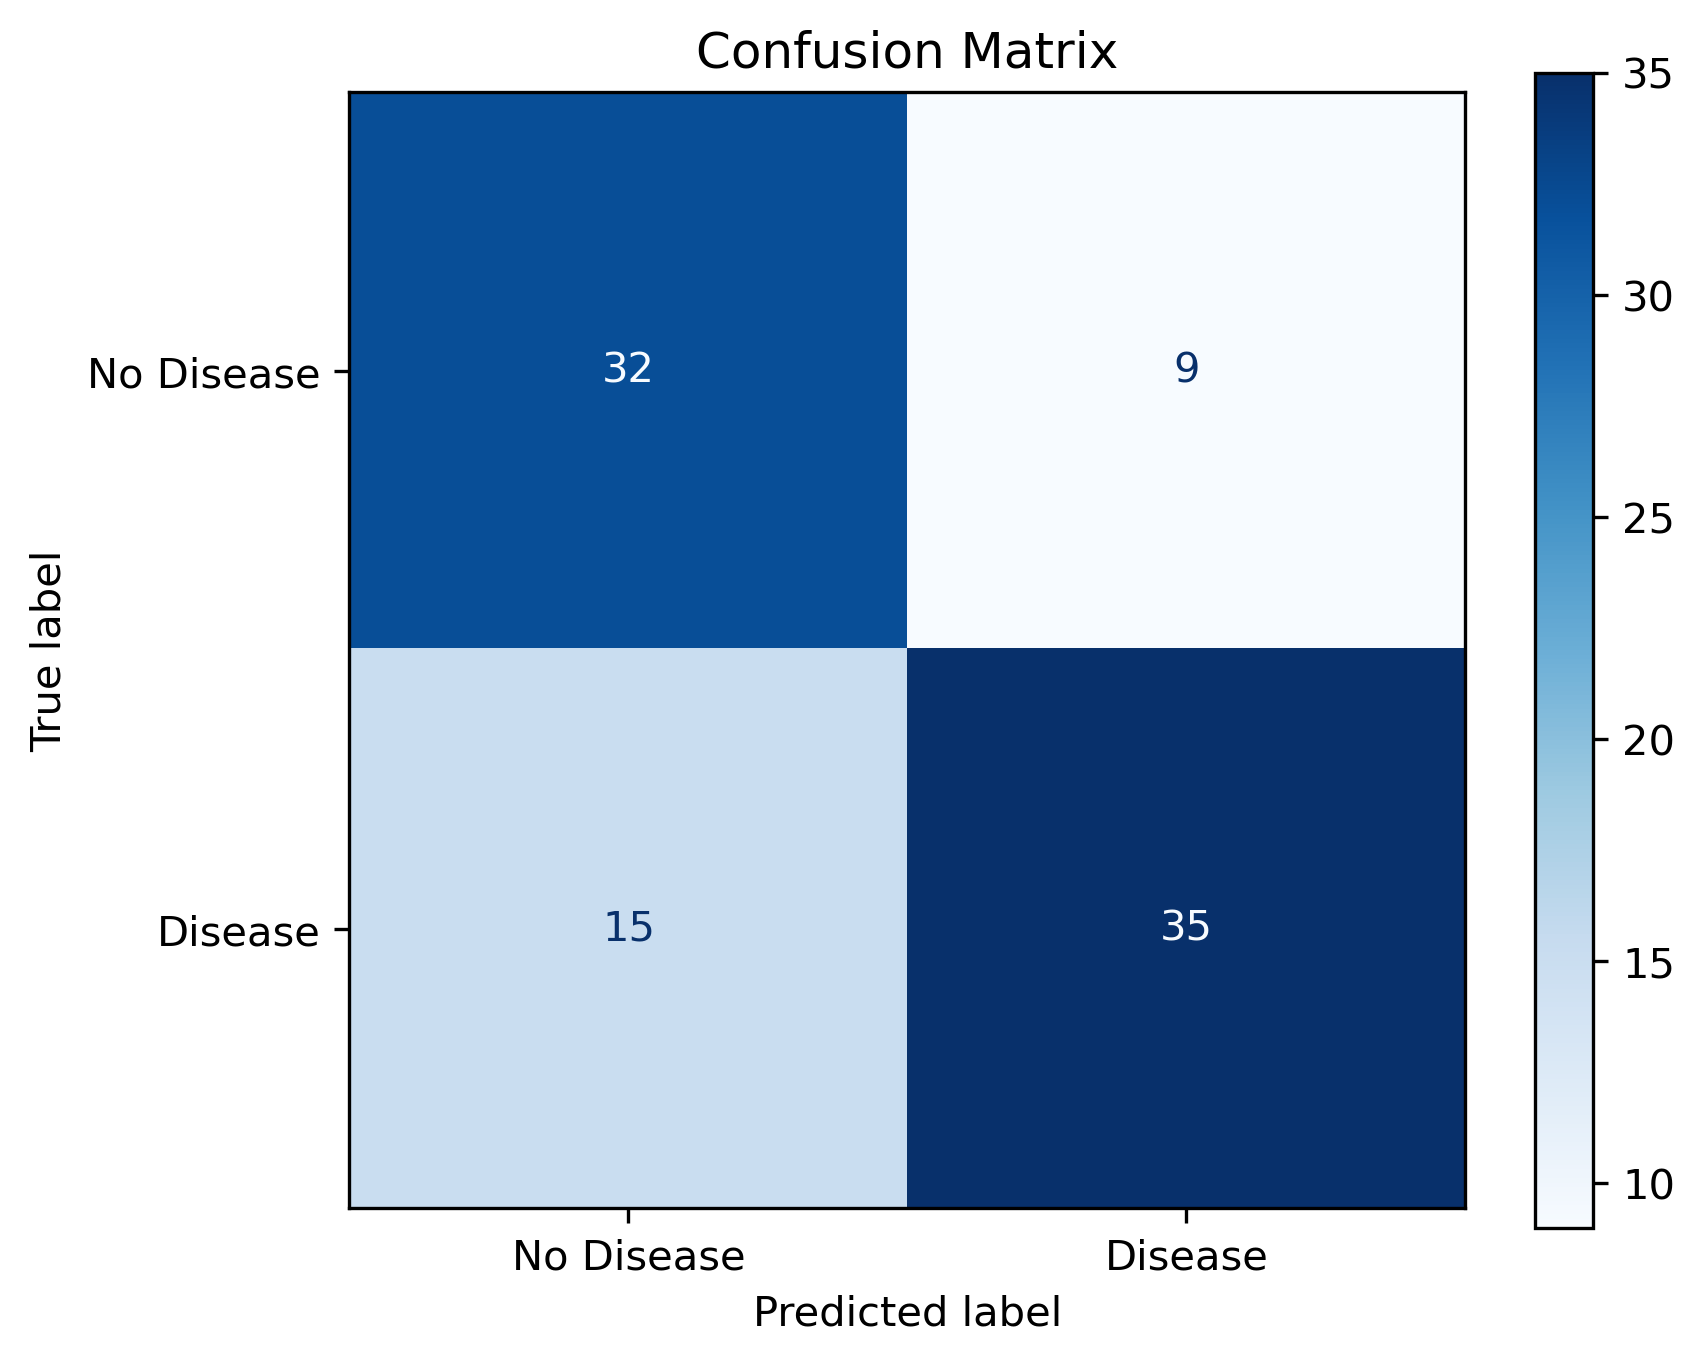 Confusion Matrix
True label
No Disease
Disease
32
9
15
35
No Disease
Disease
Predicted label
35
30
25
20
15
10